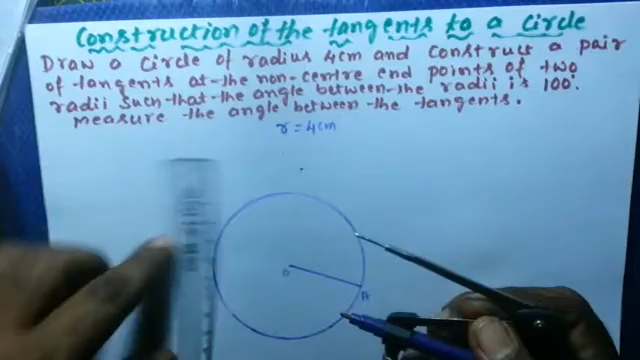 Construction of the tangents to a circle
Draw a circle of radius 4cm and construct a pair
of tangents at the non-centre end points of two
radii such that the angle between the radii is 100°.
measure the angle between the tangents.
r = 4cm
O
A